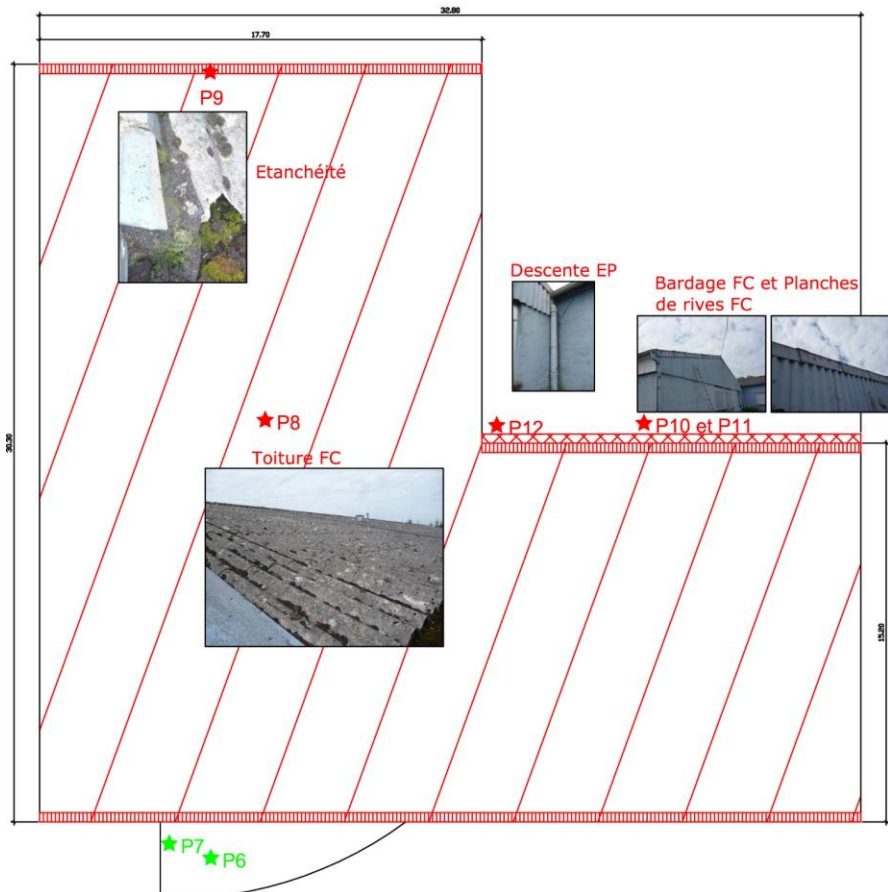 32.80
17.70
P9
Etanchéité
Descente EP
Bardage FC et Planches
de rives FC
30.30
P8
P12
P10 et P11
Toiture FC
15.20
P7
P6